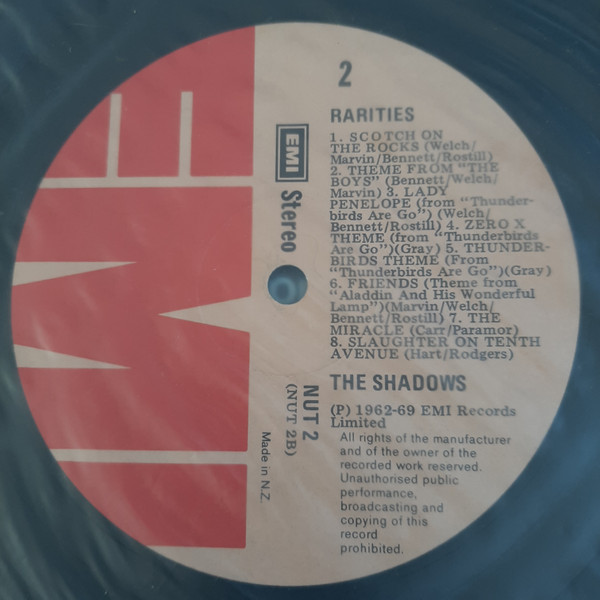 2
RARITIES
1. SCOTCH ON
THE ROCKS (Welch/
Marvin/Bennett/Rostill)
2. THEME FROM "THE
BOYS" (Bennett/Welch/
Marvin) 3. LADY
PENELOPE (from "Thunder-
birds Are Go") (Welch/
Bennett/Rostill) 4. ZERO X
THEME (from "Thunderbirds
Are Go")(Gray) 5. THUNDER-
BIRDS THEME (From
"Thunderbirds Are Go")(Gray)
6. FRIENDS (Theme from
"Aladdin And His Wonderful
Lamp")(Marvin/Welch/
Bennett/Rostill) 7. THE
MIRACLE (Carr/Paramor)
8. SLAUGHTER ON TENTH
AVENUE (Hart/Rodgers)
THE SHADOWS
(P) 1962-69 EMI Records
Limited
All rights of the manufacturer
and of the owner of the
recorded work reserved.
Unauthorised public
performance,
broadcasting and
copying of this
record
prohibited.
EMI Stereo
NUT 2
(NUT 2B)
Made in N.Z.
EMI